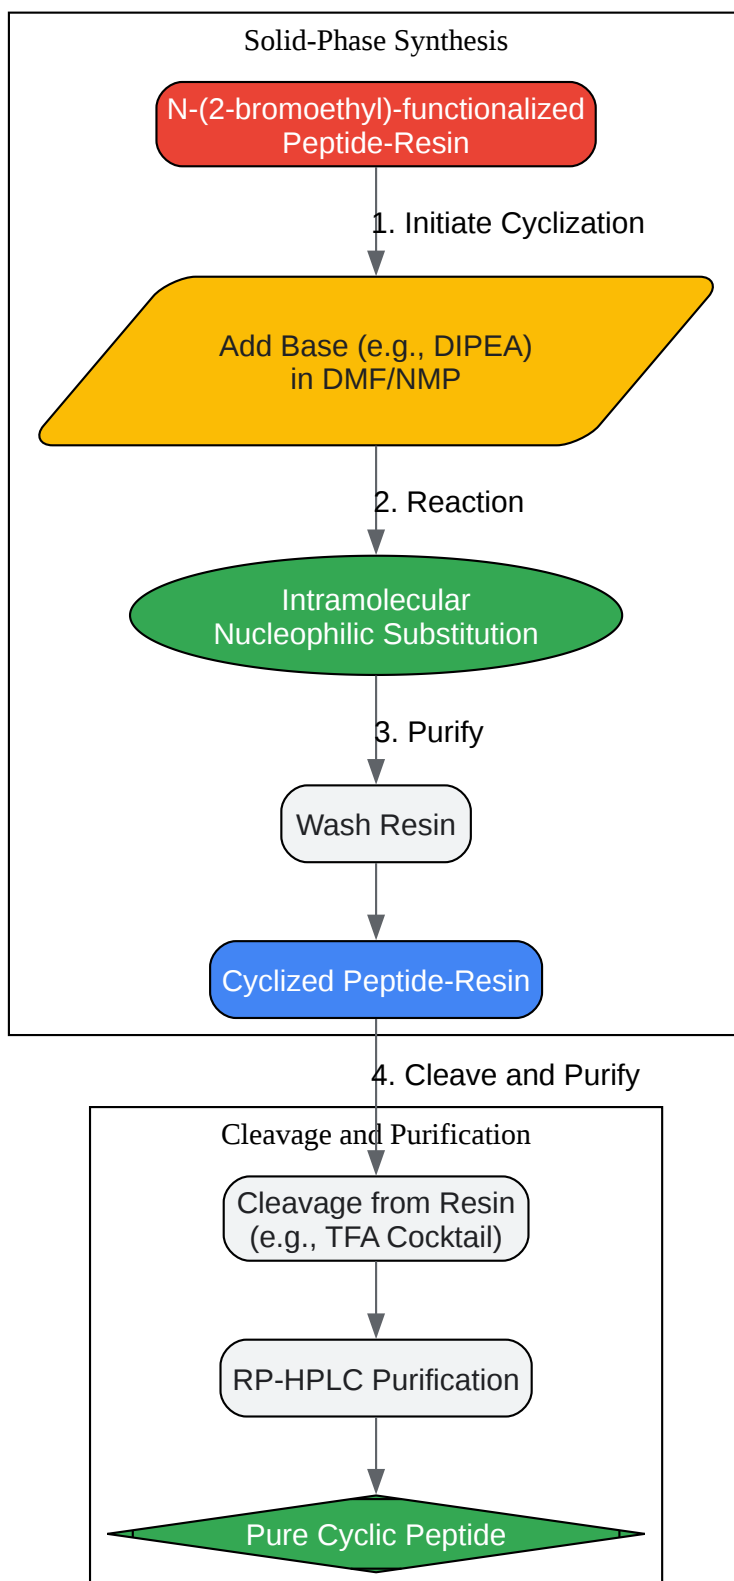 Solid-Phase Synthesis
N-(2-bromoethyl)-functionalized
Peptide-Resin
1. Initiate Cyclization
Add Base (e.g., DIPEA)
in DMF/NMP
2. Reaction
Intramolecular
Nucleophilic Substitution
3. Purify
Wash Resin
Cyclized Peptide-Resin
4. Cleave and Purify
Cleavage and Purification
Cleavage from Resin
(e.g., TFA Cocktail)
RP-HPLC Purification
Pure Cyclic Peptide